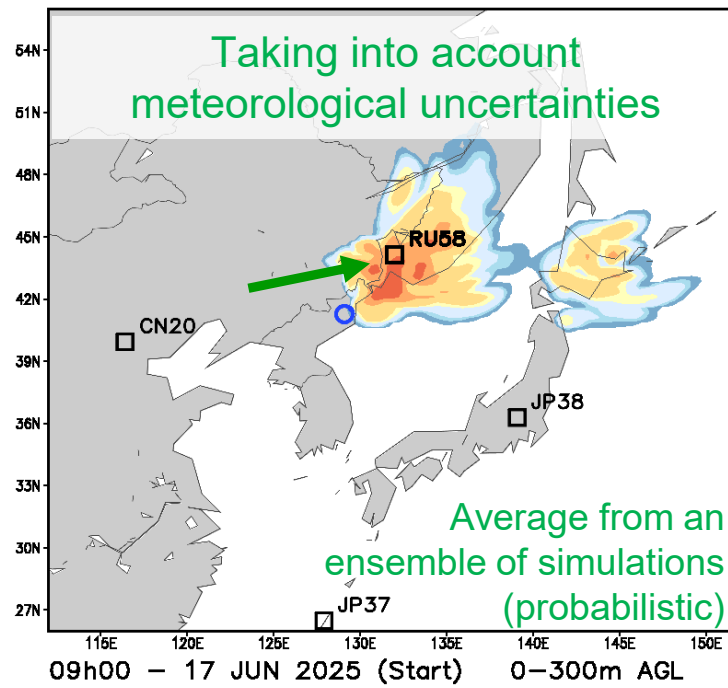 Taking into account
meteorological uncertainties
54N
51N
48N
45N
42N
39N
36N
33N
30N
27N
RU58
CN20
JP38
JP37
Average from an
ensemble of simulations
(probabilistic)
115E 120E 125E 130E 135E 140E 145E 150E
09h00 – 17 JUN 2025 (Start) 0–300m AGL